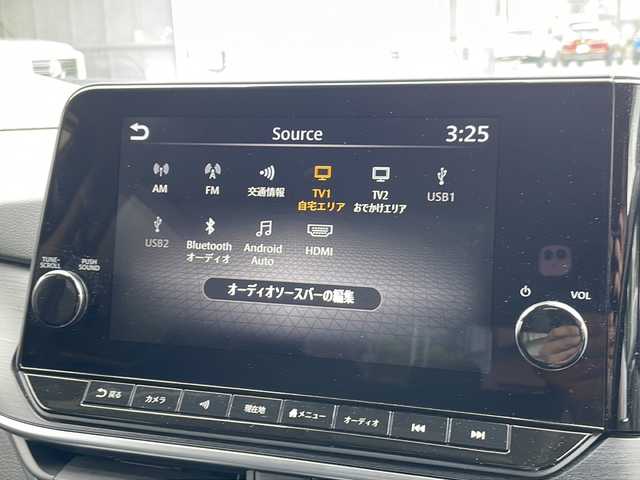 Source
3:25
AM
FM
交通情報
TV1
自宅エリア
TV2
おでかけエリア
USB1
USB2
Bluetooth
オーディオ
Android
Auto
HDMI
オーディオソースバーの編集
TUNE·
SCROLL
PUSH
SOUND
VOL
戻る
カメラ
現在地
メニュー
オーディオ